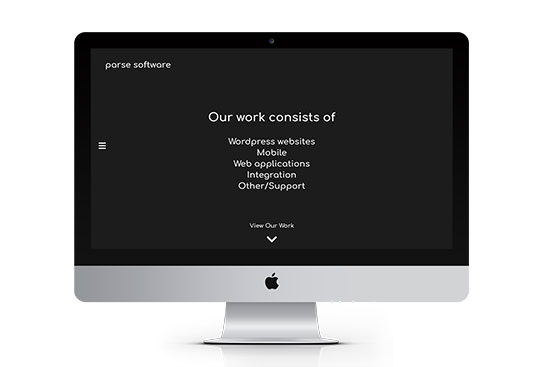 parse software
Our work consists of
Wordpress websites
Mobile
Web applications
Integration
Other/Support
View Our Work